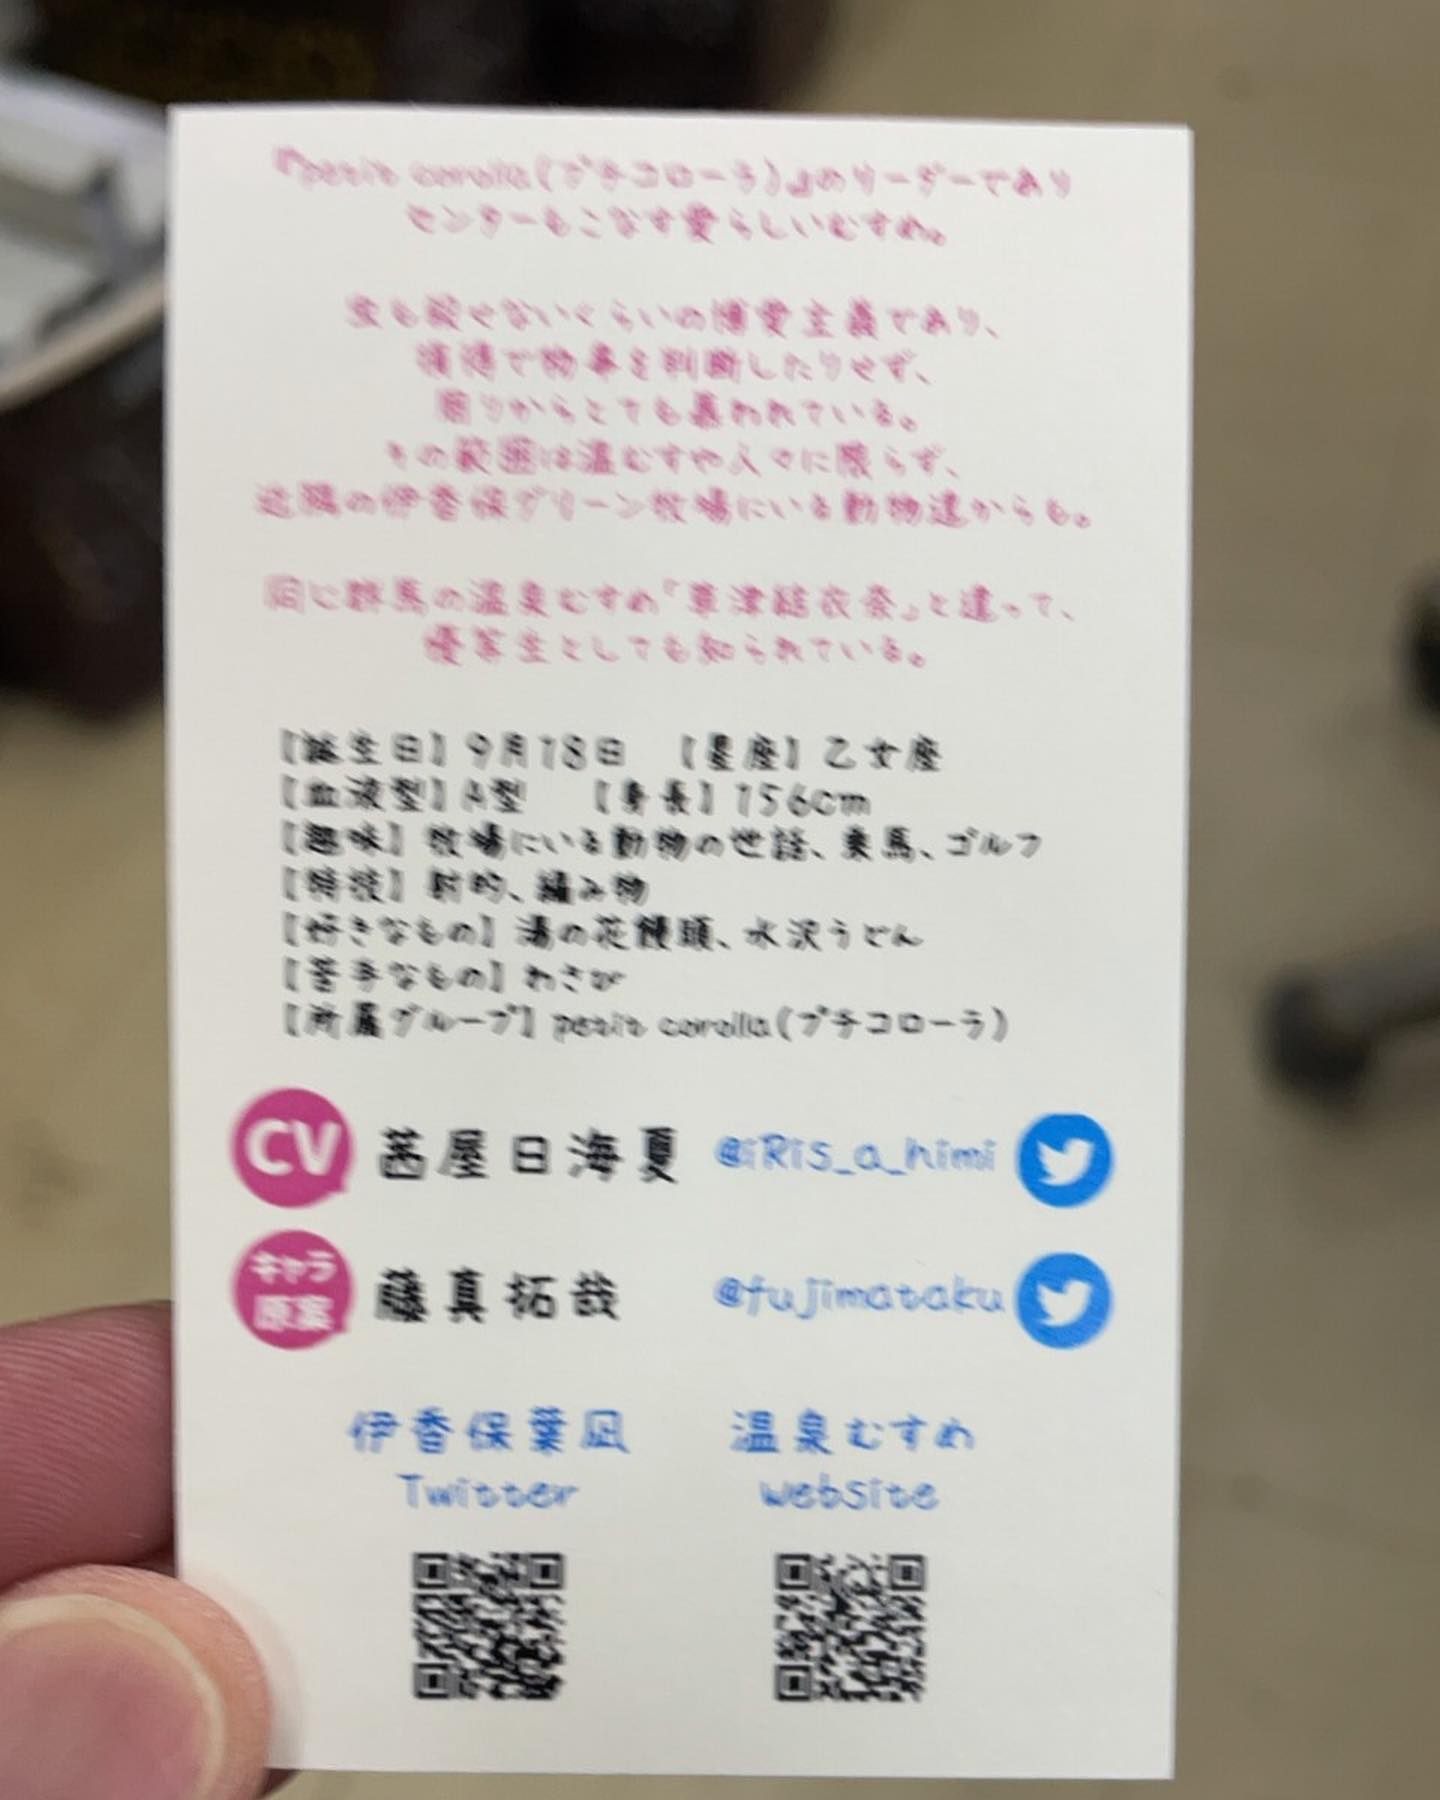 『petit corolla(プチコローラ)』のリーダーであり
センターもこなす愛らしいむすめ。
虫も殺せないくらいの博愛主義であり、
損得で物事を判断したりせず、
周りからとても慕われている。
その範囲は温むすや人々に限らず、
近隣の伊香保グリーン牧場にいる動物達からも。
同じ群馬の温泉むすめ「草津結衣奈」と違って、
優等生としても知られている。
【誕生日】9月18日 【星座】乙女座
【血液型】A型 【身長】156cm
【趣味】牧場にいる動物の世話、乗馬、ゴルフ
【特技】射的、編み物
【好きなもの】湯の花饅頭、水沢うどん
【苦手なもの】わさび
【所属グループ】petit corolla(プチコローラ)
CV 茜屋日海夏 @iRis_a_himi
キャラ原案 藤真拓哉 @fujimataku
伊香保葉凪 温泉むすめ
Twitter website